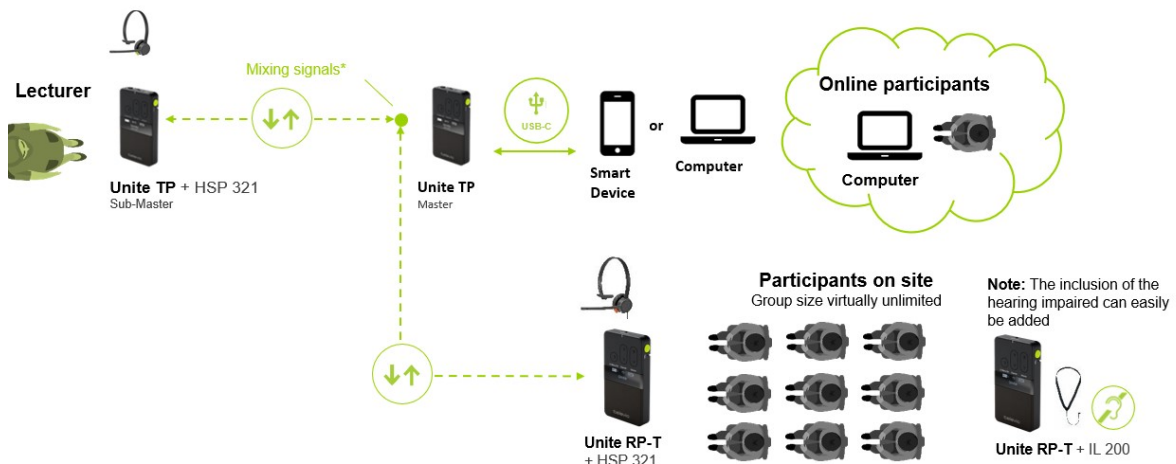 Lecturer
Mixing signals*
Unite TP + HSP 321
Sub-Master
Unite TP
Master
USB-C
Smart
Device
or
Computer
Online participants
Computer
Unite RP-T
+ HSP 321
Participants on site
Group size virtually unlimited
Note: The inclusion of the
hearing impaired can easily
be added
Unite RP-T + IL 200